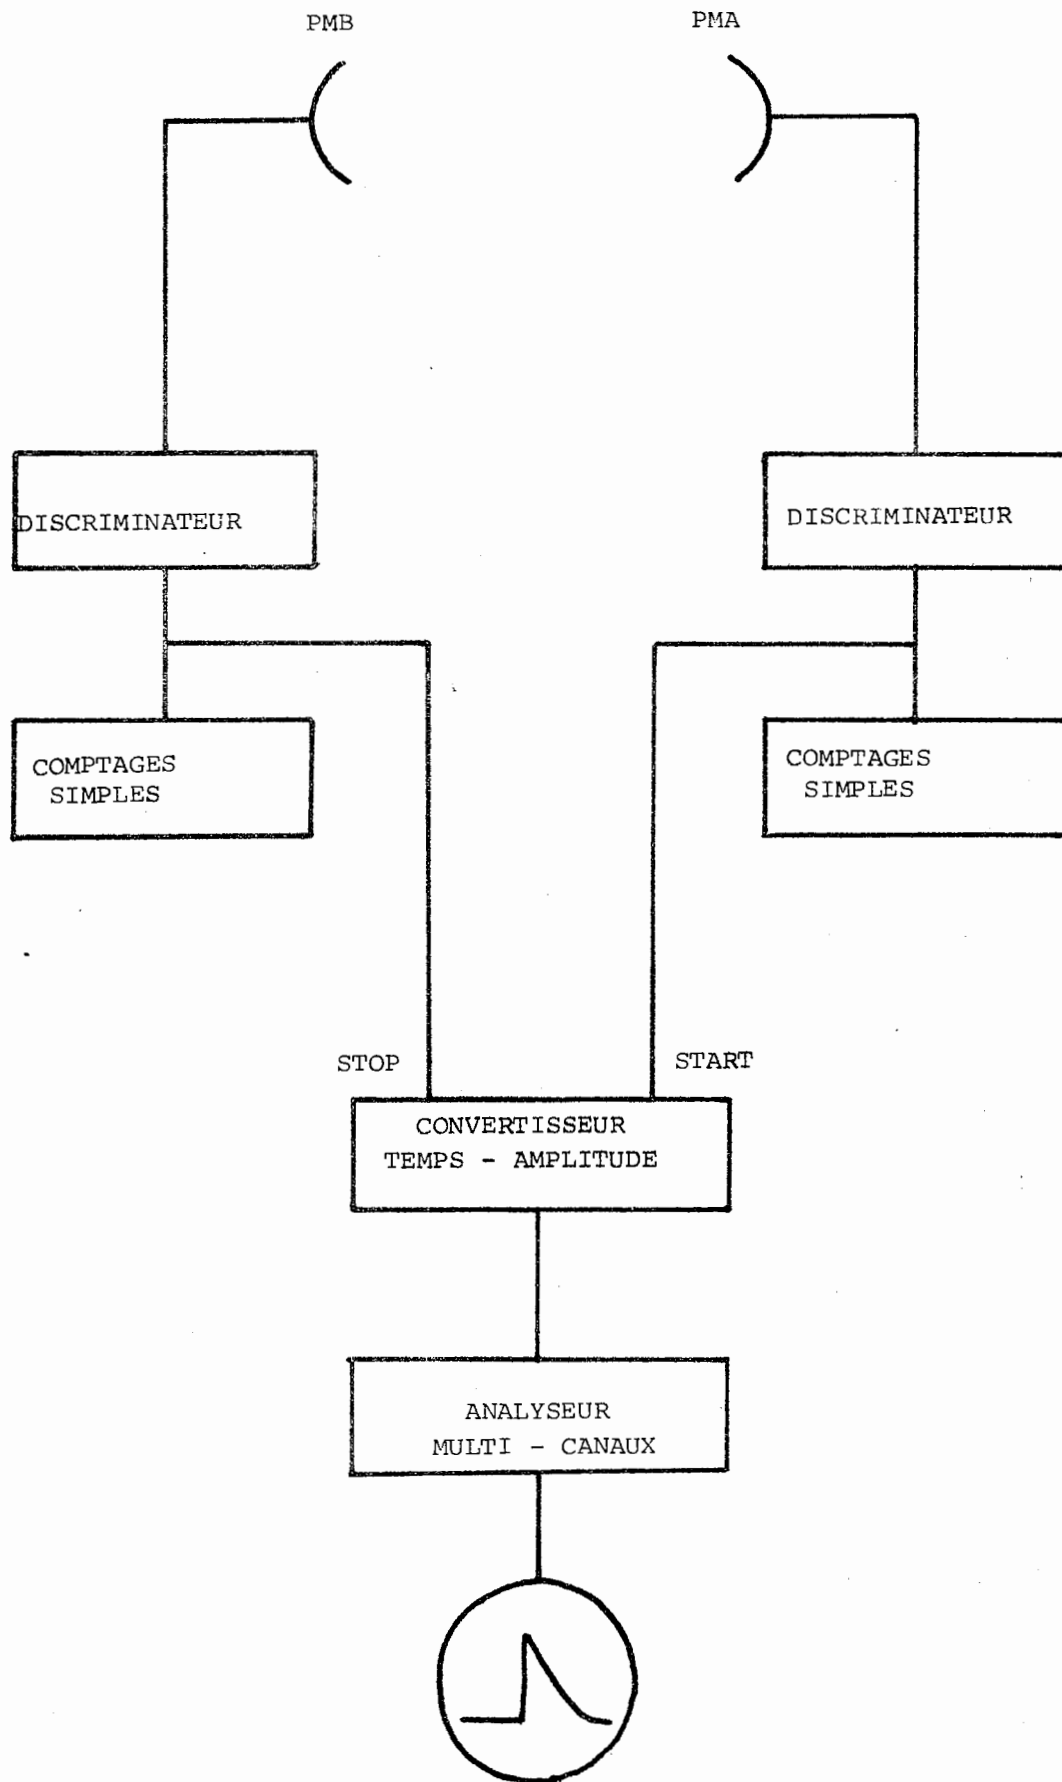 PMB
PMA
DISCRIMINATEUR
DISCRIMINATEUR
COMPTAGES
SIMPLES
COMPTAGES
SIMPLES
STOP
START
CONVERTISSEUR
TEMPS - AMPLITUDE
ANALYSEUR
MULTI - CANAUX